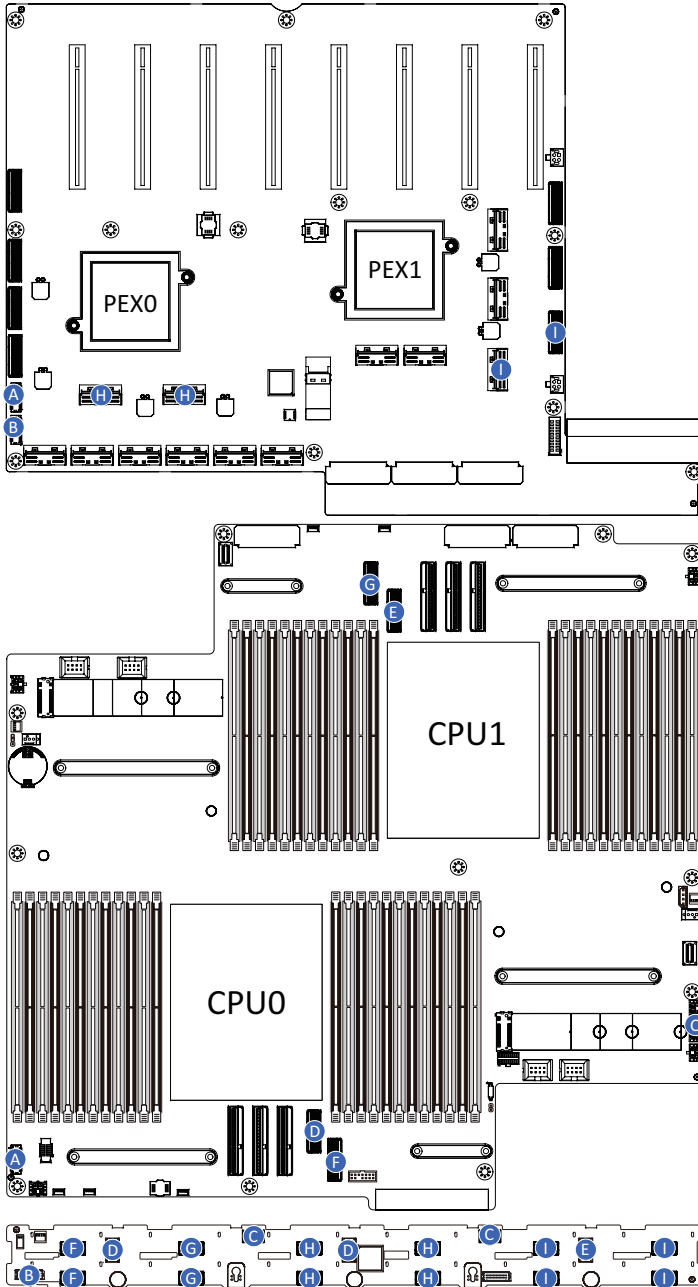 PEX1
PEX0
I
I
A H H
B
G
E
CPU1
CPU0
C
D
A F
C C
F D G H D H I E I
B F G H H I I